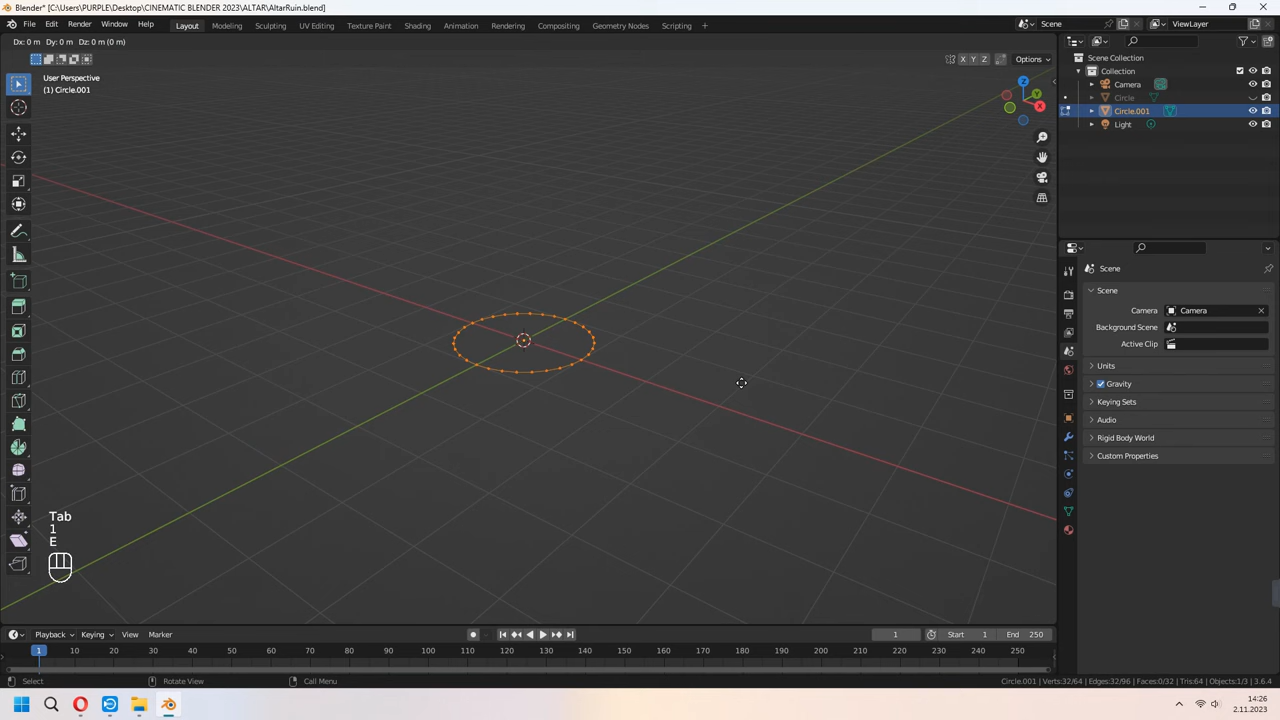 Blender* [C:\Users\PURPLE\Desktop\CINEMATIC BLENDER 2023\ALTAR\AltarRuin.blend]
File Edit Render Window Help Layout Modeling Sculpting UV Editing Texture Paint Shading Animation Rendering Compositing Geometry Nodes Scripting + Scene ViewLayer
Dx: 0 m Dy: 0 m Dz: 0 m (0 m)
X Y Z Options
User Perspective
(1) Circle.001
Z
Y
X
Scene Collection
Collection
Camera
Circle
Circle.001
Light
Scene
Scene
Camera Camera
Background Scene
Active Clip
Units
Gravity
Keying Sets
Audio
Rigid Body World
Custom Properties
Tab
1
E
Playback Keying View Marker 1 Start 1 End 250
1 10 20 30 40 50 60 70 80 90 100 110 120 130 140 150 160 170 180 190 200 210 220 230 240 250
Select Rotate View Call Menu Circle.001 | Verts:32/64 | Edges:32/96 | Faces:0/32 | Tris:64 | Objects:1/3 | 3.6.4
14:26
2.11.2023